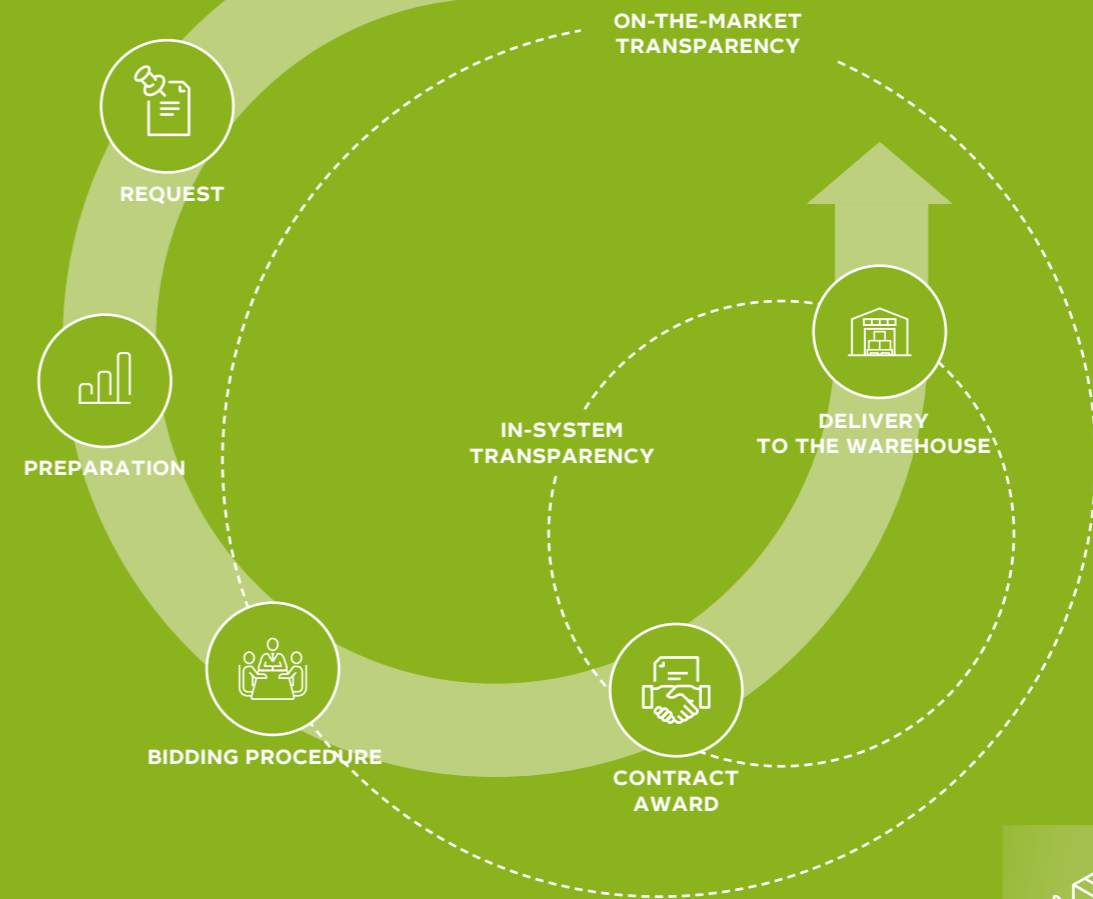 ON-THE-MARKET
TRANSPARENCY
REQUEST
PREPARATION
IN-SYSTEM
TRANSPARENCY
DELIVERY
TO THE WAREHOUSE
BIDDING PROCEDURE
CONTRACT
AWARD